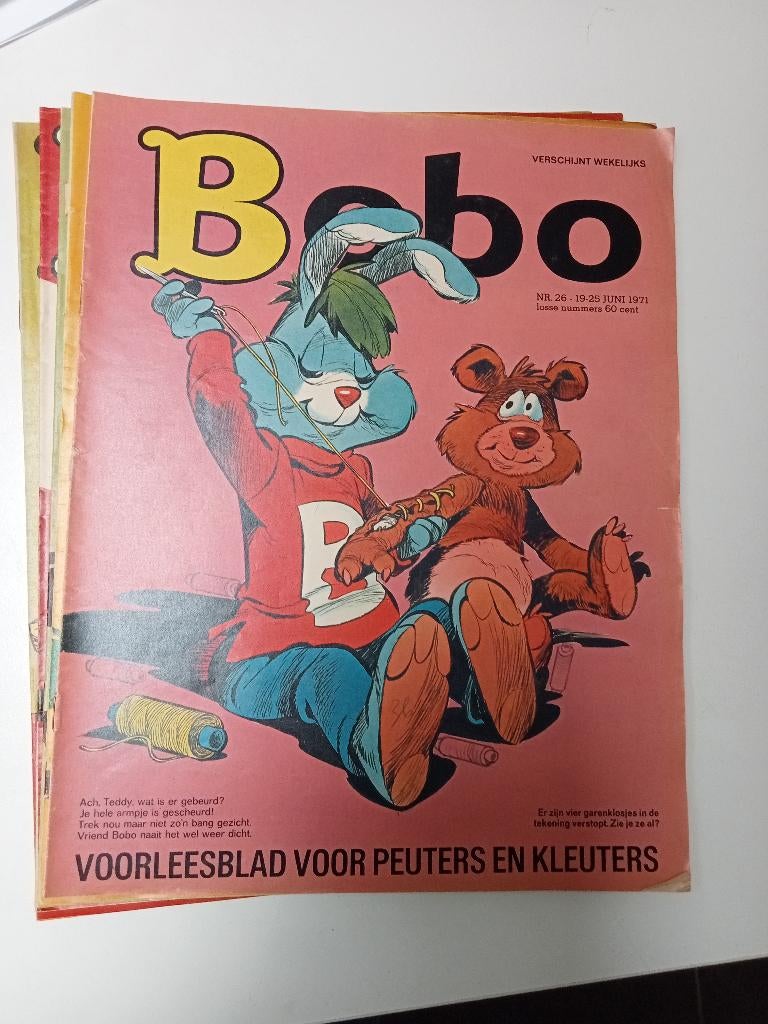 Bobo
VERSCHIJNT WEKELIJKS
NR. 26 - 19-25 JUNI 1971
losse nummers 60 cent
B
Ach, Teddy, wat is er gebeurd?
Je hele armpje is gescheurd!
Trek nou maar niet zo'n bang gezicht.
Vriend Bobo naait het wel weer dicht.
Er zijn vier garenklosjes in de
tekening verstopt. Zie je ze al?
VOORLEESBLAD VOOR PEUTERS EN KLEUTERS